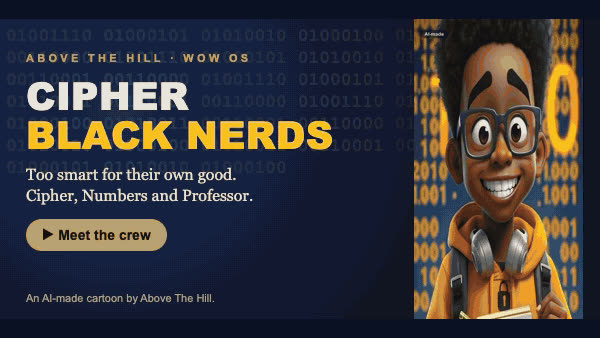 ABOVE THE HILL · WOW OS
CIPHER
BLACK NERDS
Too smart for their own good.
Cipher, Numbers and Professor.
▶ Meet the crew
An AI-made cartoon by Above The Hill.
AI-made